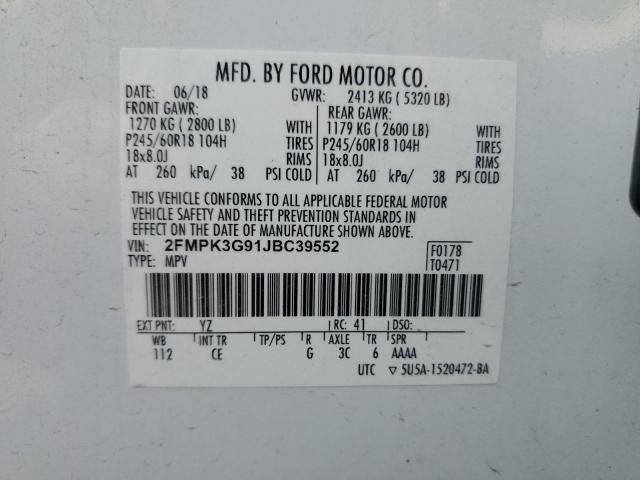 MFD. BY FORD MOTOR CO.
DATE: 06/18 GVWR: 2413 KG ( 5320 LB)
FRONT GAWR: REAR GAWR:
1270 KG ( 2800 LB) WITH 1179 KG ( 2600 LB) WITH
P245/60R18 104H TIRES P245/60R18 104H TIRES
18x8.0J RIMS 18x8.0J RIMS
AT 260 kPa/ 38 PSI COLD AT 260 kPa/ 38 PSI COLD
THIS VEHICLE CONFORMS TO ALL APPLICABLE FEDERAL MOTOR
VEHICLE SAFETY AND THEFT PREVENTION STANDARDS IN
EFFECT ON THE DATE OF MANUFACTURE SHOWN ABOVE.
VIN: 2FMPK3G91JBC39552 F0178
TYPE: MPV T0471
EXT PNT: YZ RC: 41 DSO:
WB INT TR TP/PS R AXLE TR SPR
112 CE G 3C 6 AAAA
UTC ▽ 5U5A-1520472-BA